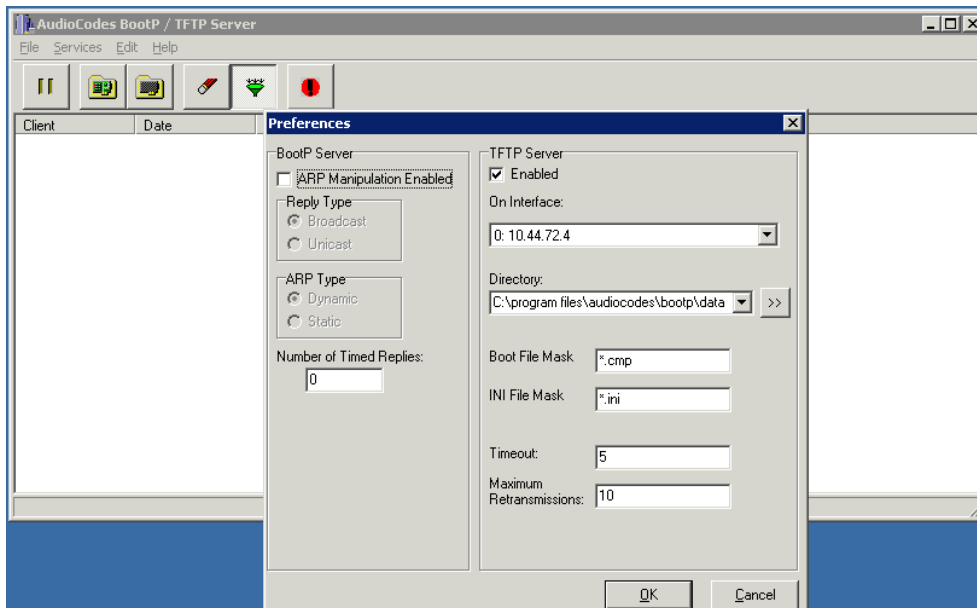 AudioCodes BootP / TFTP Server
File Services Edit Help
Client Date
Preferences
BootP Server
ARP Manipulation Enabled
Reply Type
Broadcast
Unicast
ARP Type
Dynamic
Static
Number of Timed Replies:
0
TFTP Server
Enabled
On Interface:
0: 10.44.72.4
Directory:
C:\program files\audiocodes\bootp\data
>>
Boot File Mask *.cmp
INI File Mask *.ini
Timeout: 5
Maximum
Retransmissions: 10
OK Cancel